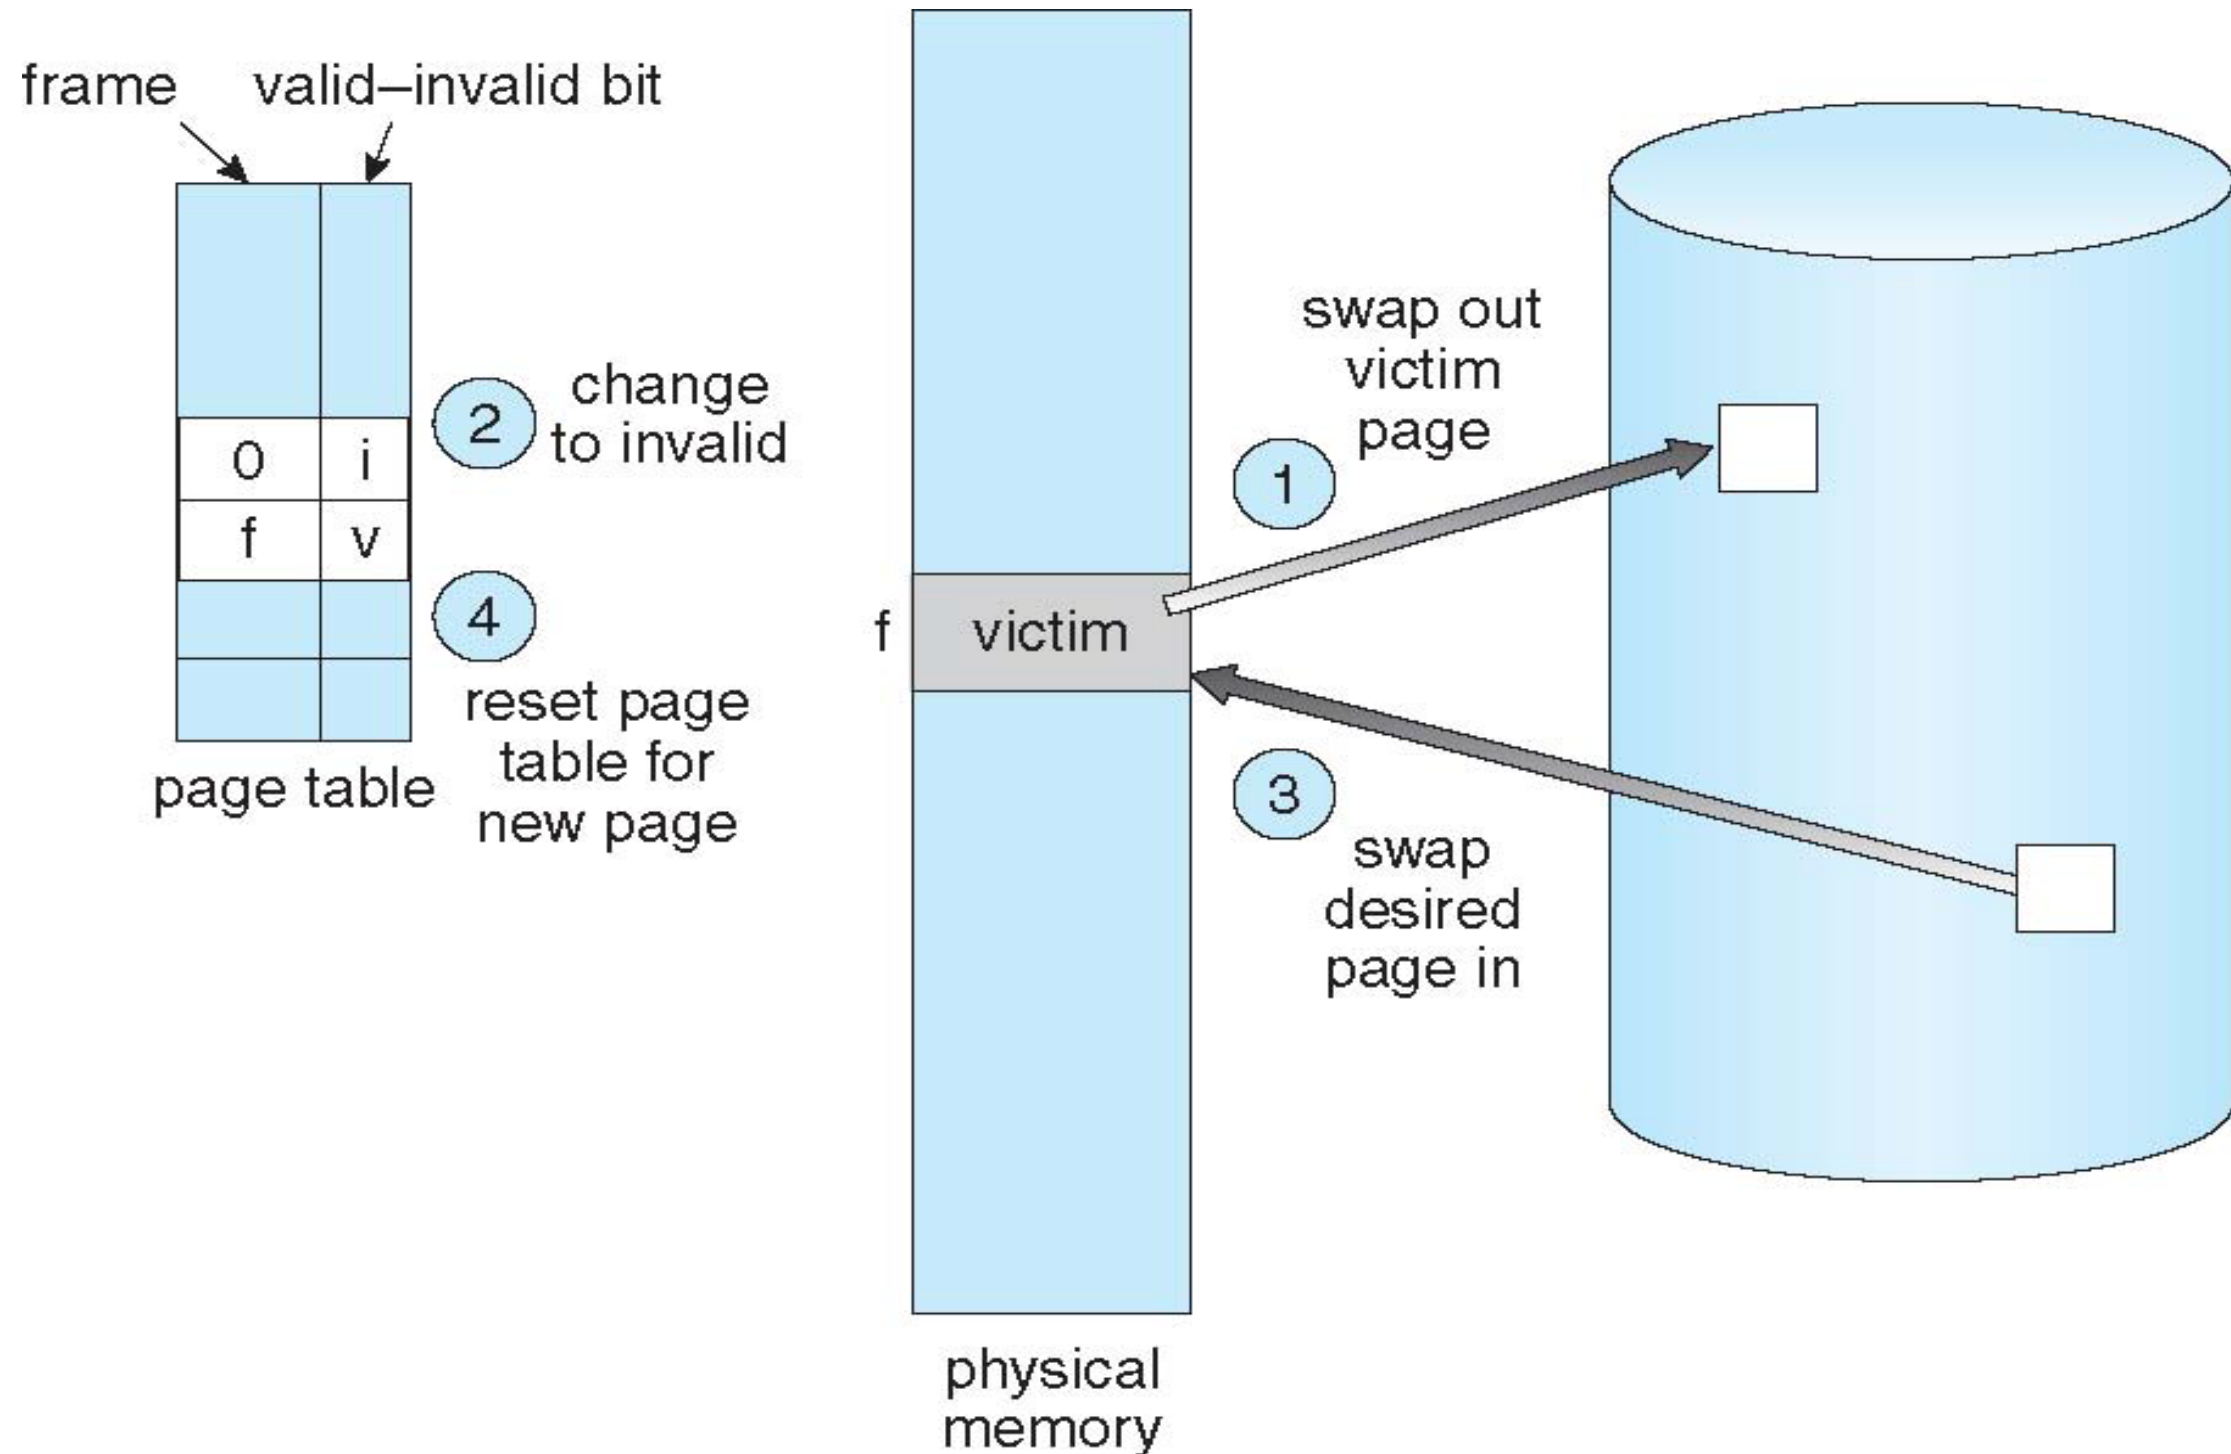 frame
valid–invalid bit
0 i
f v
2
change
to invalid
4
reset page
table for
new page
page table
f
victim
physical
memory
1
swap out
victim
page
3
swap
desired
page in